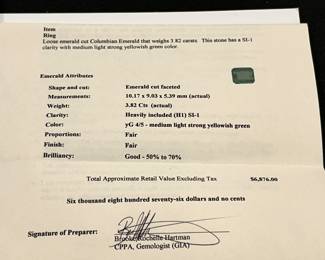 Item
Ring
Loose emerald cut Columbian Emerald that weighs 3.82 carats. This stone has a SI-1
clarity with medium light strong yellowish green color.
Emerald Attributes
Shape and cut: Emerald cut faceted
Measurements: 10.17 x 9.03 x 5.39 mm (actual)
Weight: 3.82 Cts (actual)
Clarity: Heavily included (H1) SI-1
Color: yG 4/5 - medium light strong yellowish green
Proportions: Fair
Finish: Fair
Brilliancy: Good - 50% to 70%
Total Approximate Retail Value Excluding Tax $6,876.00
Six thousand eight hundred seventy-six dollars and no cents
Signature of Preparer:
Brooke Rochelle Hartman
CPPA, Gemologist (GIA)